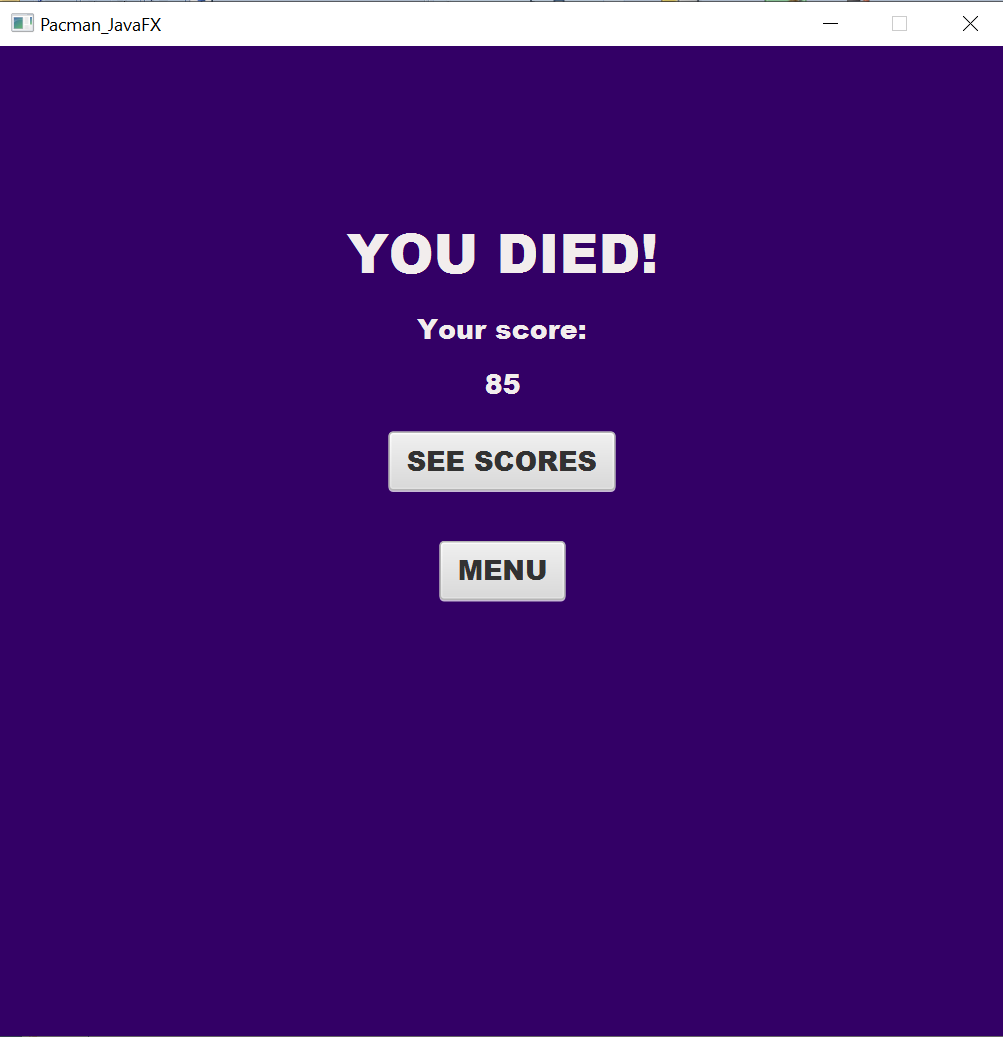 Pacman_JavaFX
YOU DIED!
Your score:
85
SEE SCORES
MENU